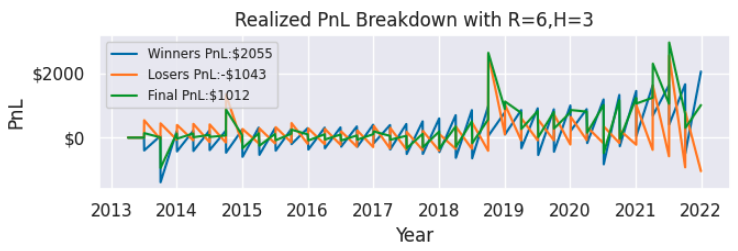 Realized PnL Breakdown with R=6,H=3
Winners PnL:$2055
Losers PnL:-$1043
Final PnL:$1012
$2000
$0
PnL
2013 2014 2015 2016 2017 2018 2019 2020 2021 2022
Year